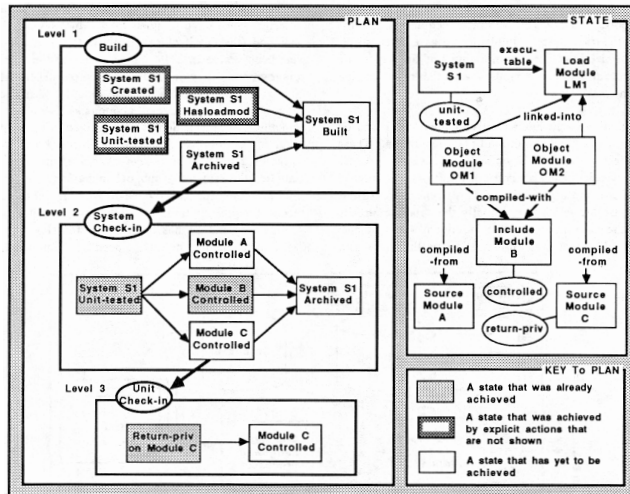 PLAN
Level 1
Build
System S1
Created
System S1
Hasloadmod
System S1
Unit-tested
System S1
Archived
System S1
Built
Level 2
System
Check-in
System S1
Unit-tested
Module A
Controlled
Module B
Controlled
Module C
Controlled
System S1
Archived
Level 3
Unit
Check-in
Return-priv
on Module C
Module C
Controlled
STATE
System
S1
execu-
table
Load
Module
LM1
unit-
tested
linked-into
Object
Module
OM1
Object
Module
OM2
compiled-with
Include
Module
B
compiled
-from
compiled
-from
controlled
Source
Module
A
return-priv
Source
Module
C
KEY To PLAN
A state that was already
achieved
A state that was achieved
by explicit actions that
are not shown
A state that has yet to be
achieved